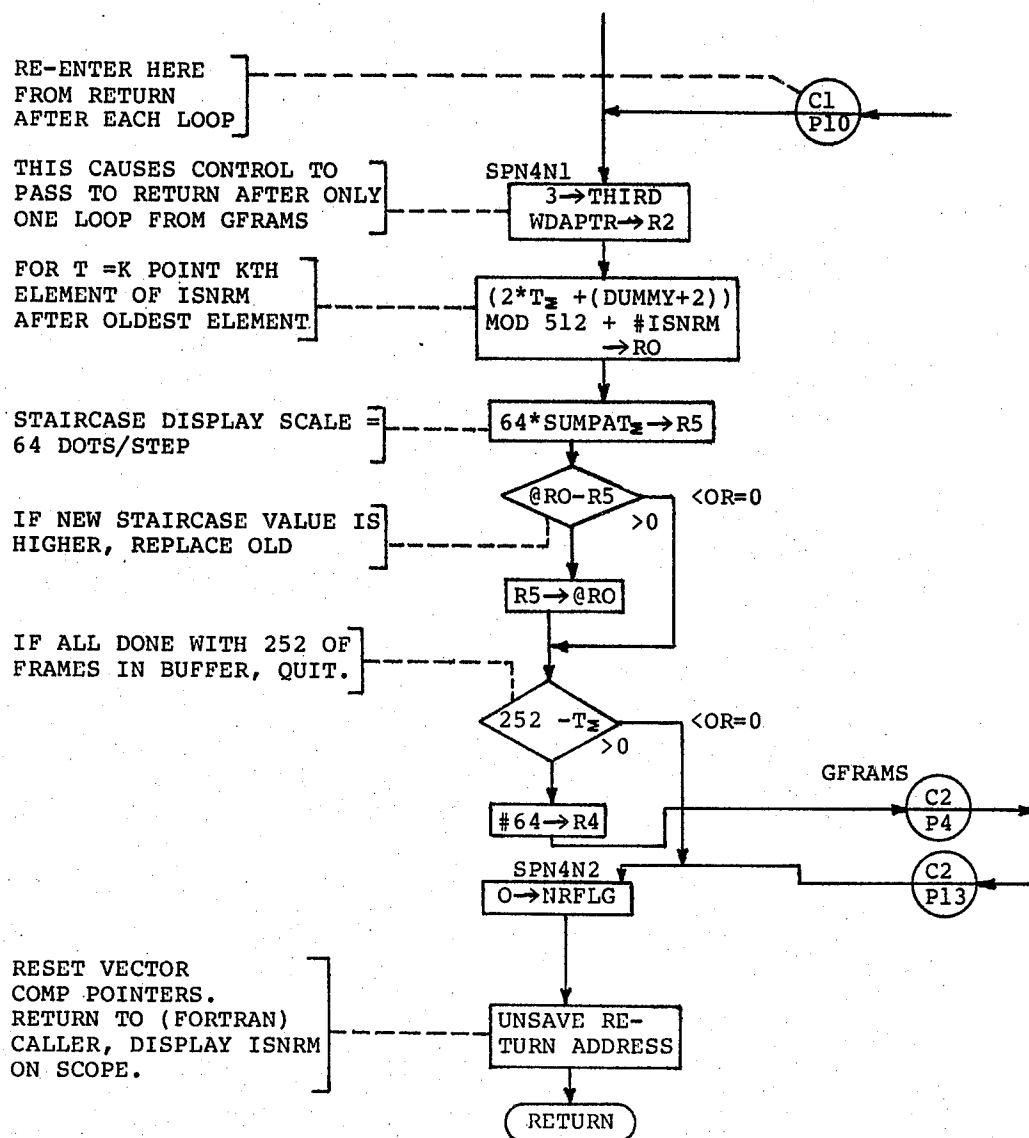 RE-ENTER HERE
FROM RETURN
AFTER EACH LOOP
C1
P10
THIS CAUSES CONTROL TO
PASS TO RETURN AFTER ONLY
ONE LOOP FROM GFRAMS
SPN4N1
3→THIRD
WDAPTR→R2
FOR T =K POINT KTH
ELEMENT OF ISNRM
AFTER OLDEST ELEMENT
(2*TΣ +(DUMMY+2))
MOD 512 + #ISNRM
→RO
STAIRCASE DISPLAY SCALE =
64 DOTS/STEP
64*SUMPATΣ→R5
@RO-R5
<OR=0
>0
IF NEW STAIRCASE VALUE IS
HIGHER, REPLACE OLD
R5→@RO
IF ALL DONE WITH 252 OF
FRAMES IN BUFFER, QUIT.
252 -TΣ
<OR=0
>0
GFRAMS
C2
P4
#64→R4
SPN4N2
O→NRFLG
C2
P13
RESET VECTOR
COMP POINTERS.
RETURN TO (FORTRAN)
CALLER, DISPLAY ISNRM
ON SCOPE.
UNSAVE RE-
TURN ADDRESS
RETURN